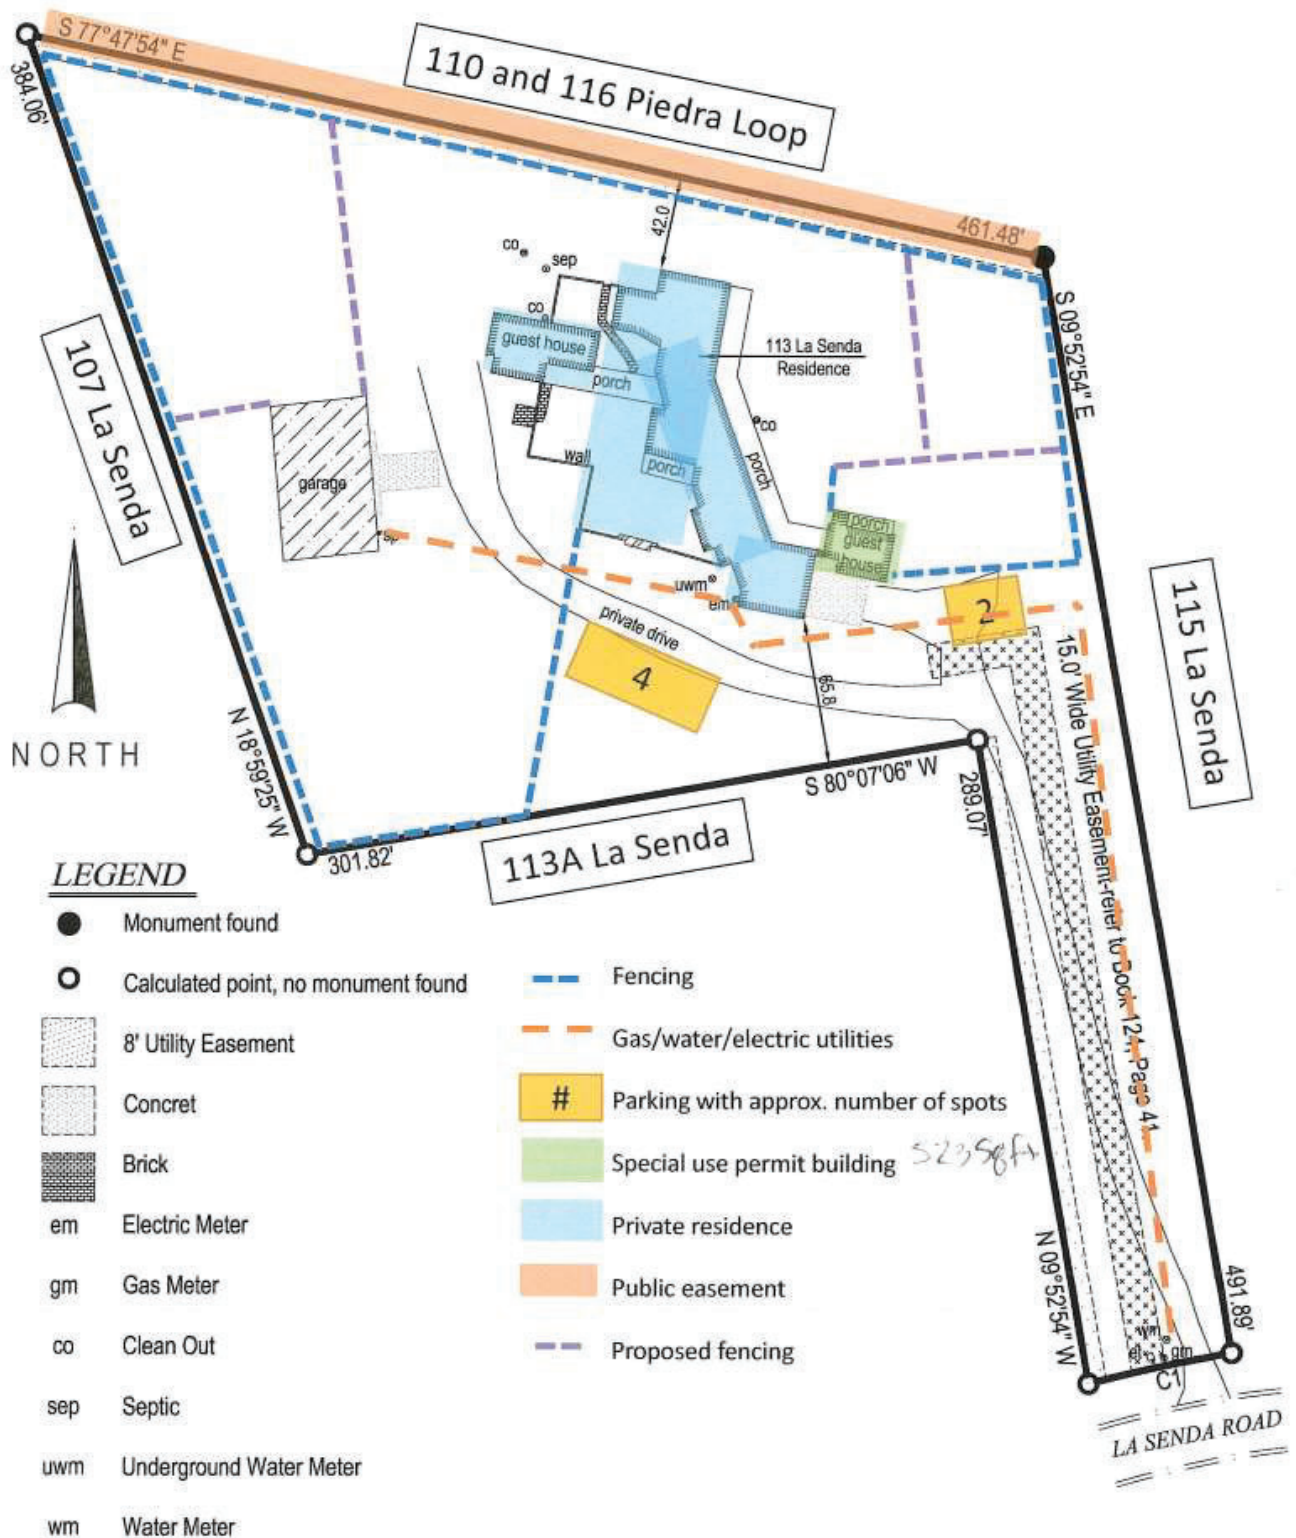 S 77°47'54" E
384.06'
110 and 116 Piedra Loop
461.48'
42.0
co
sep
co
guest house
porch
113 La Senda
Residence
S 09°52'54" E
107 La Senda
co
wall
porch
porch
garage
porch
guest
house
uwm
em
private drive
2
4
65.8
15.0' Wide Utility Easement-refer to Book 124, Page 41
115 La Senda
NORTH
N 18°59'25" W
S 80°07'06" W
289.07'
301.82'
113A La Senda
LEGEND
Monument found
Calculated point, no monument found
8' Utility Easement
Concret
Brick
em Electric Meter
gm Gas Meter
co Clean Out
sep Septic
uwm Underground Water Meter
wm Water Meter
Fencing
Gas/water/electric utilities
# Parking with approx. number of spots
Special use permit building 523 sqft
Private residence
Public easement
Proposed fencing
N 09°52'54" W
491.89'
wm
gm
C1
LA SENDA ROAD